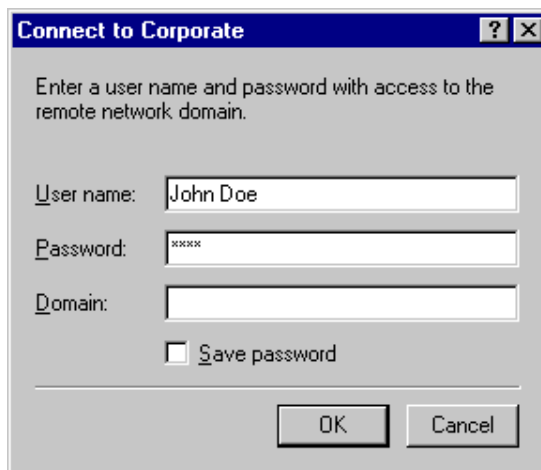 Connect to Corporate ? X
Enter a user name and password with access to the
remote network domain.
User name: John Doe
Password: ****
Domain:
Save password
OK Cancel